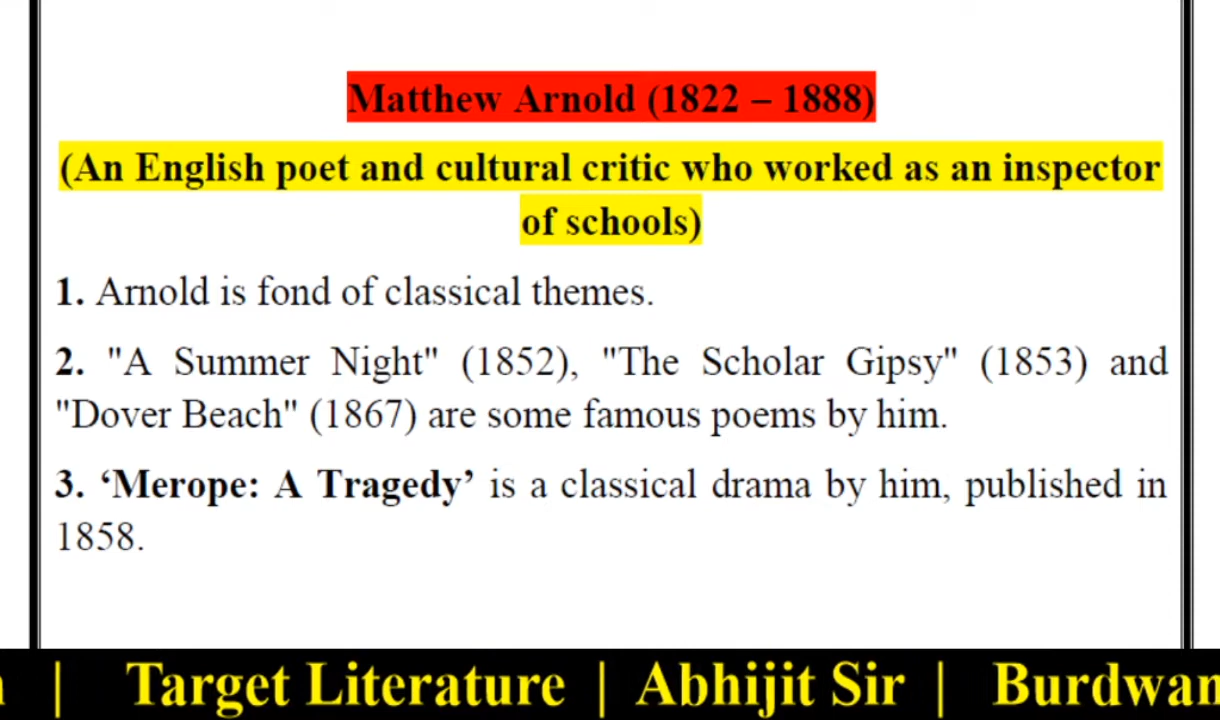 Matthew Arnold (1822 – 1888)
(An English poet and cultural critic who worked as an inspector
of schools)
1. Arnold is fond of classical themes.
2. "A Summer Night" (1852), "The Scholar Gipsy" (1853) and
"Dover Beach" (1867) are some famous poems by him.
3. ‘Merope: A Tragedy’ is a classical drama by him, published in
1858.
| Target Literature | Abhijit Sir | Burdwan